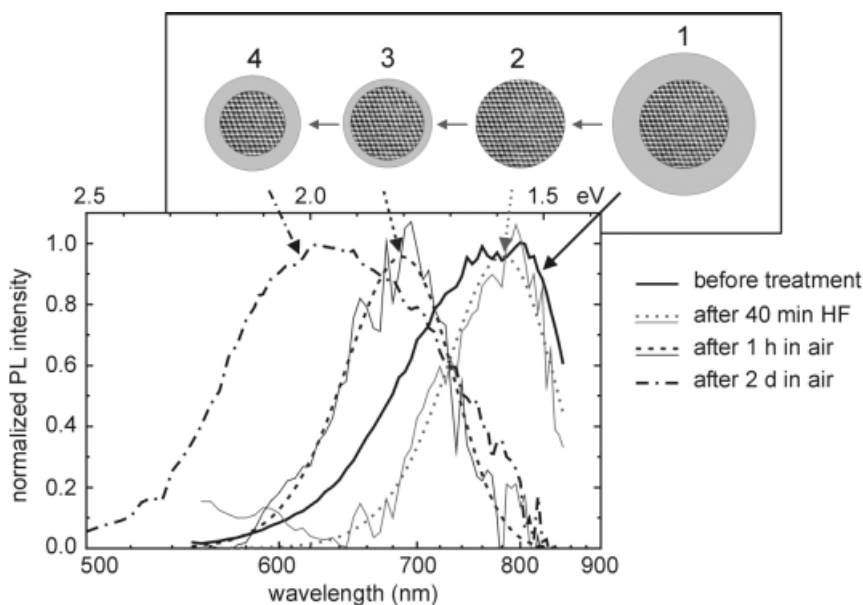 4 3 2 1
2.5 2.0 1.5 eV
1.0
0.8
0.6
0.4
0.2
0.0
normalized PL intensity
500 600 700 800 900
wavelength (nm)
before treatment
after 40 min HF
after 1 h in air
after 2 d in air